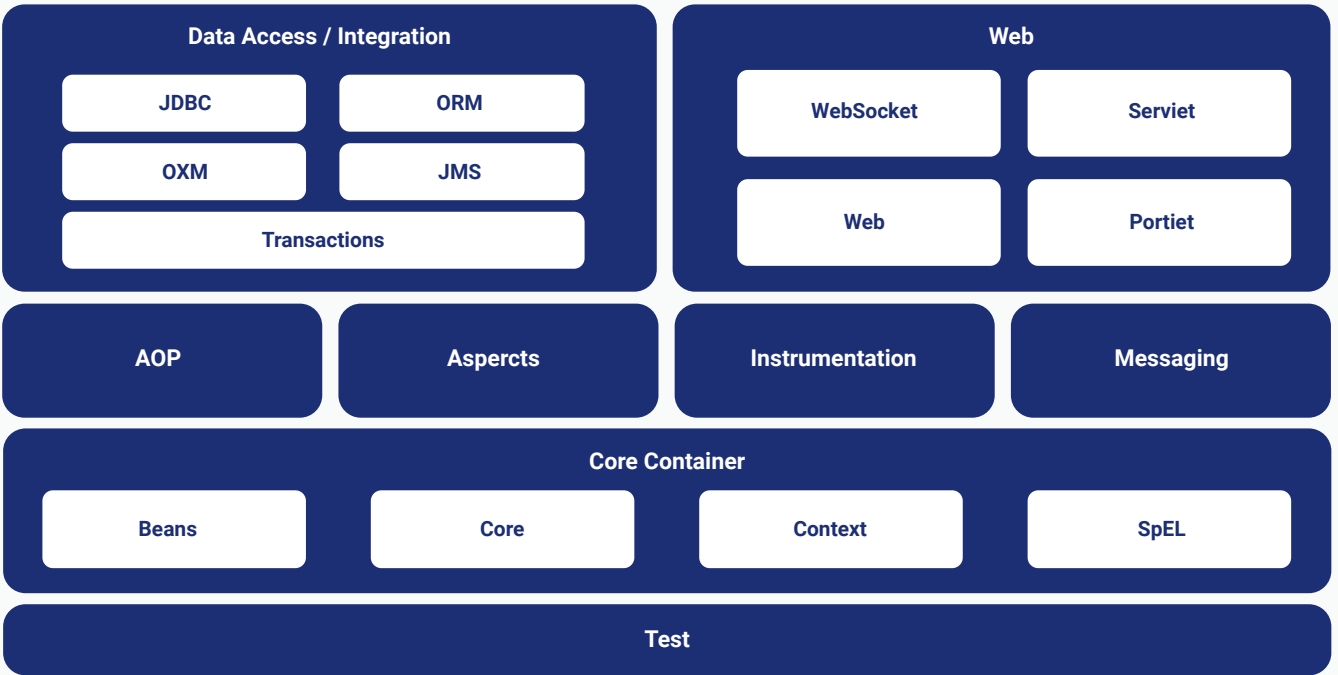 Data Access / Integration
JDBC
ORM
OXM
JMS
Transactions
Web
WebSocket
Serviet
Web
Portiet
AOP
Aspercts
Instrumentation
Messaging
Core Container
Beans
Core
Context
SpEL
Test